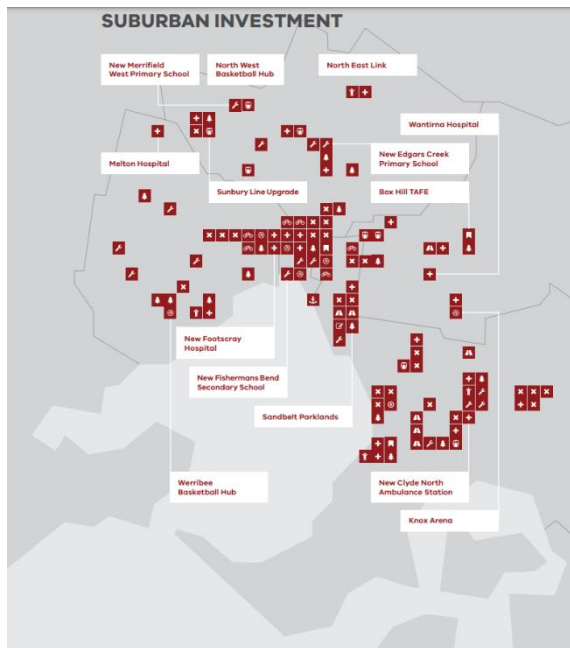 SUBURBAN INVESTMENT
New Merrifield
West Primary School
North West
Basketball Hub
North East Link
Wantirna Hospital
Melton Hospital
Sunbury Line Upgrade
New Edgars Creek
Primary School
Box Hill TAFE
New Footscray
Hospital
New Fishermans Bend
Secondary School
Sandbelt Parklands
Werribee
Basketball Hub
New Clyde North
Ambulance Station
Knox Arena